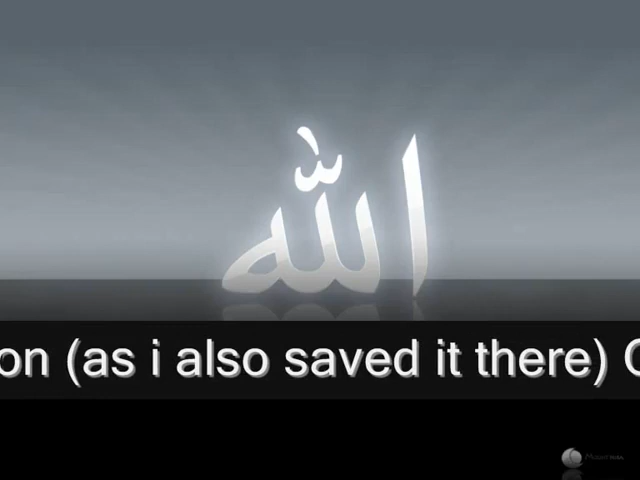 الله
on (as i also saved it there)